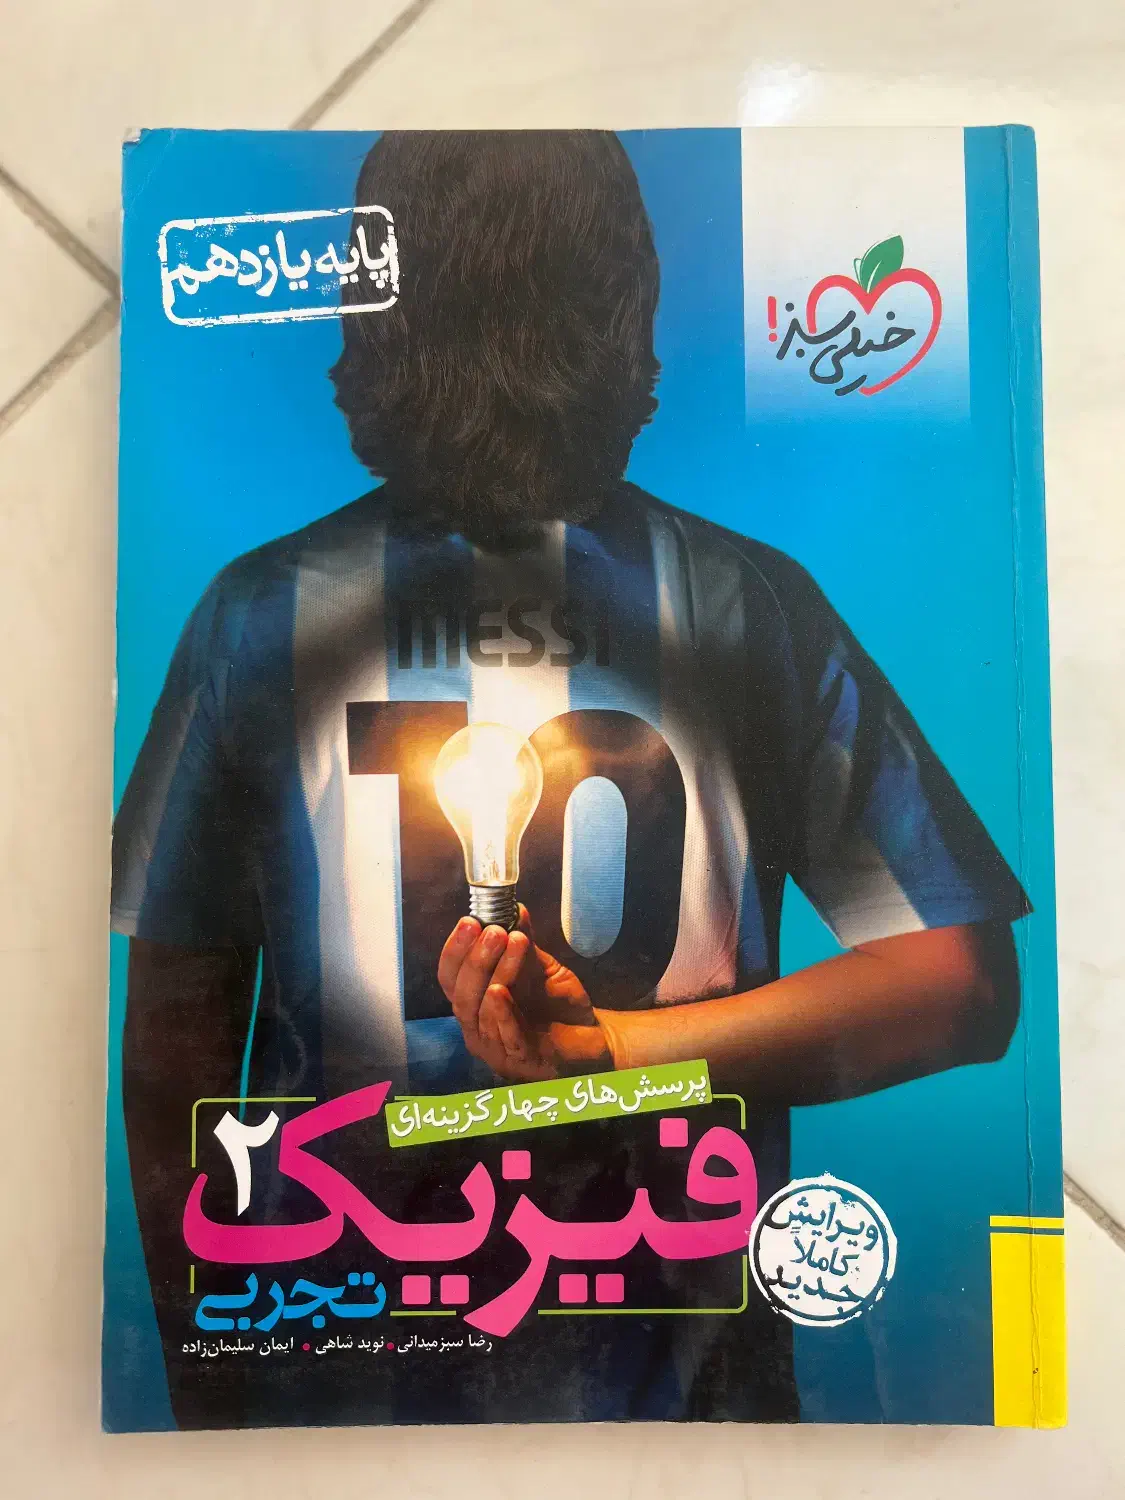 پایه یازدهم
خیلی سبز!
MESSI
10
پرسش‌های چهارگزینه‌ای
فیزیک ۲
تجربی
رضا سبزمیدانی • نوید شاهی • ایمان سلیمان‌زاده
ویرایش
کاملاً
جدید